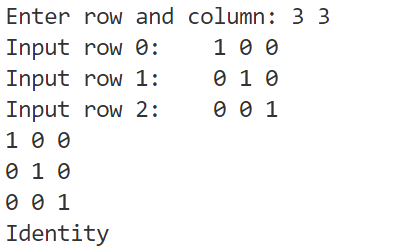 Enter row and column: 3 3
Input row 0:    1 0 0
Input row 1:    0 1 0
Input row 2:    0 0 1
1 0 0
0 1 0
0 0 1
Identity